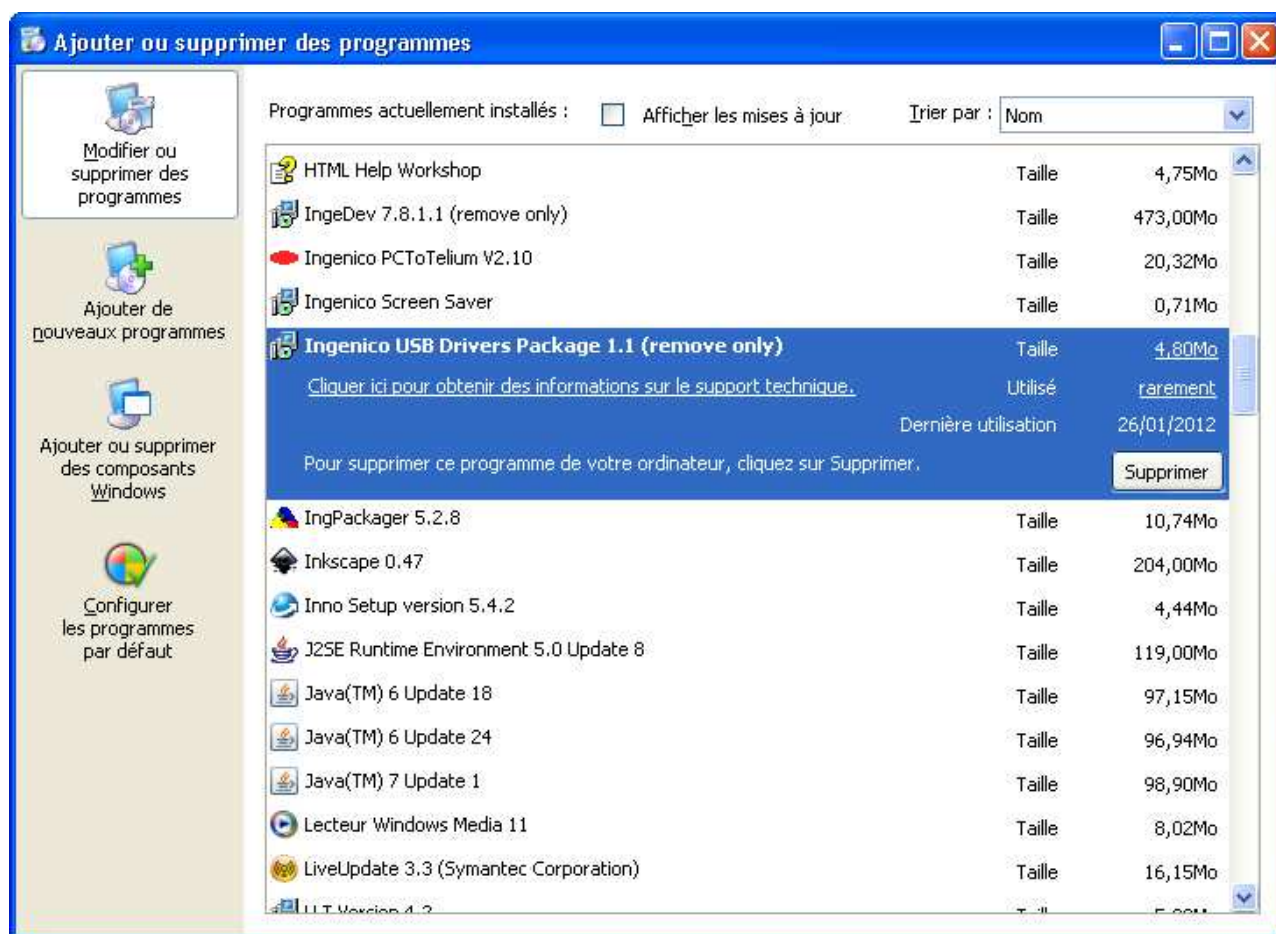 Ajouter ou supprimer des programmes
Modifier ou
supprimer des
programmes
Ajouter de
nouveaux programmes
Ajouter ou supprimer
des composants
Windows
Configurer
les programmes
par défaut
Programmes actuellement installés : Afficher les mises à jour Trier par : Nom
HTML Help Workshop Taille 4,75Mo
IngeDev 7.8.1.1 (remove only) Taille 473,00Mo
Ingenico PCToTelium V2.10 Taille 20,32Mo
Ingenico Screen Saver Taille 0,71Mo
Ingenico USB Drivers Package 1.1 (remove only) Taille 4,80Mo
Cliquer ici pour obtenir des informations sur le support technique. Utilisé rarement
Dernière utilisation 26/01/2012
Pour supprimer ce programme de votre ordinateur, cliquez sur Supprimer. Supprimer
IngPackager 5.2.8 Taille 10,74Mo
Inkscape 0.47 Taille 204,00Mo
Inno Setup version 5.4.2 Taille 4,44Mo
J2SE Runtime Environment 5.0 Update 8 Taille 119,00Mo
Java(TM) 6 Update 18 Taille 97,15Mo
Java(TM) 6 Update 24 Taille 96,94Mo
Java(TM) 7 Update 1 Taille 98,90Mo
Lecteur Windows Media 11 Taille 8,02Mo
LiveUpdate 3.3 (Symantec Corporation) Taille 16,15Mo